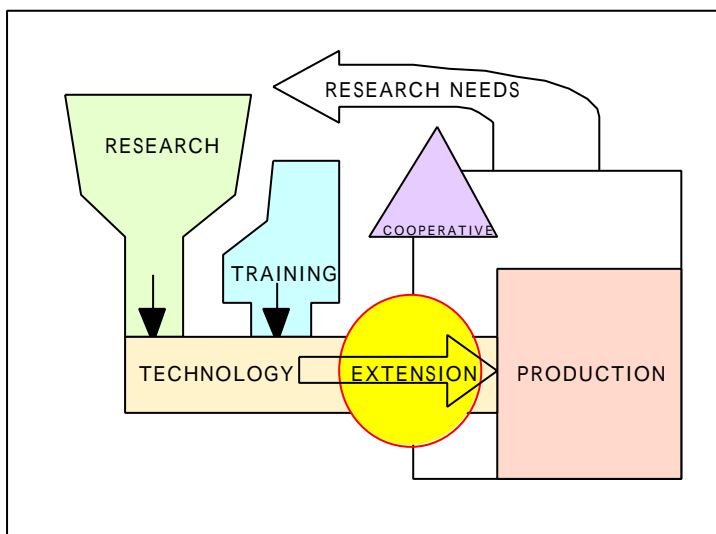 RESEARCH NEEDS
RESEARCH
COOPERATIVE
TRAINING
TECHNOLOGY
EXTENSION
PRODUCTION